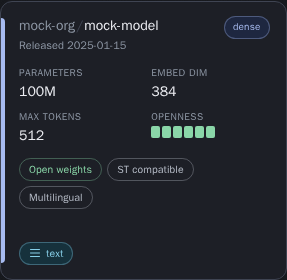 mock-org/mock-model
dense
Released 2025-01-15
PARAMETERS
100M
EMBED DIM
384
MAX TOKENS
512
OPENNESS
Open weights
ST compatible
Multilingual
text